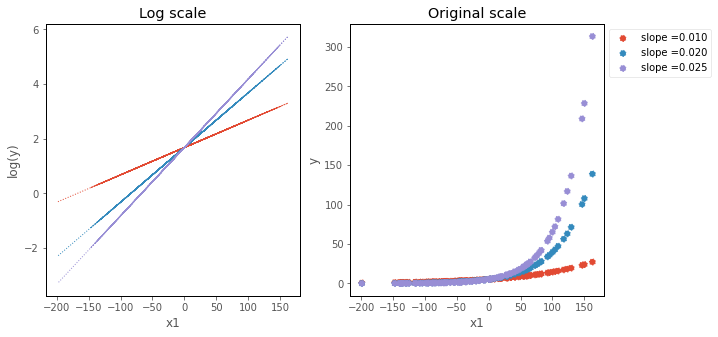 Log scale
6
4
2
0
−2
−200 −150 −100 −50 0 50 100 150
x1
log(y)
Original scale
300
250
200
150
100
50
0
−200 −150 −100 −50 0 50 100 150
x1
y
slope =0.010
slope =0.020
slope =0.025